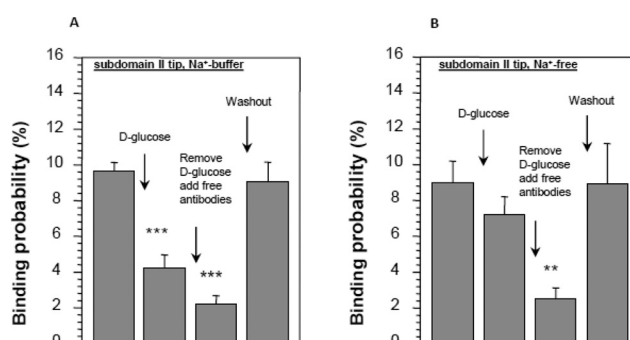 A
16
14
12
10
8
6
4
2
0
Binding probability (%)
subdomain II tip, Na⁺-buffer
D-glucose
***
Remove
D-glucose
add free
antibodies
***
Washout
B
16
14
12
10
8
6
4
2
0
Binding probability (%)
subdomain II tip, Na⁺-free
D-glucose
Remove
D-glucose
add free
antibodies
**
Washout